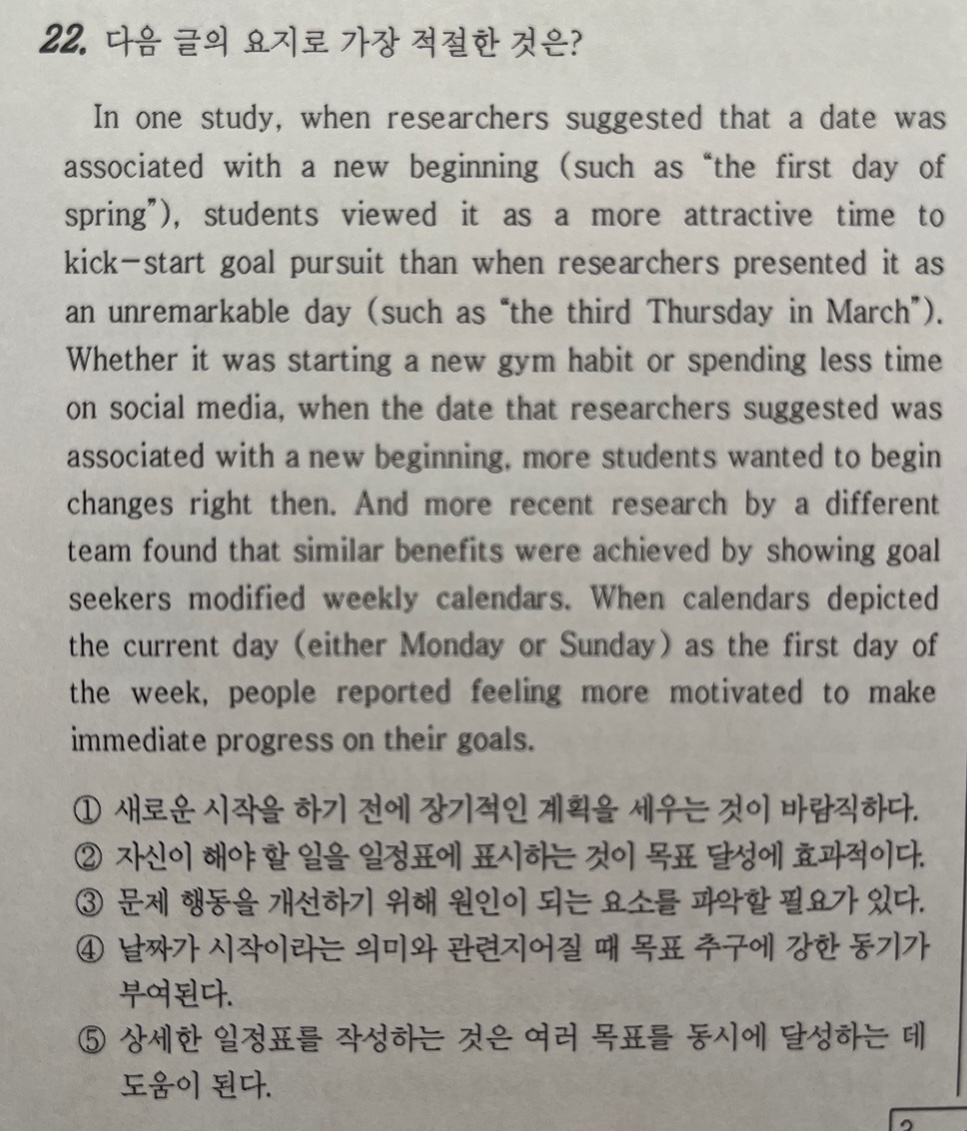 22. 다음 글의 요지로 가장 적절한 것은?
In one study, when researchers suggested that a date was
associated with a new beginning (such as “the first day of
spring”), students viewed it as a more attractive time to
kick-start goal pursuit than when researchers presented it as
an unremarkable day (such as “the third Thursday in March”).
Whether it was starting a new gym habit or spending less time
on social media, when the date that researchers suggested was
associated with a new beginning, more students wanted to begin
changes right then. And more recent research by a different
team found that similar benefits were achieved by showing goal
seekers modified weekly calendars. When calendars depicted
the current day (either Monday or Sunday) as the first day of
the week, people reported feeling more motivated to make
immediate progress on their goals.
① 새로운 시작을 하기 전에 장기적인 계획을 세우는 것이 바람직하다.
② 자신이 해야 할 일을 일정표에 표시하는 것이 목표 달성에 효과적이다.
③ 문제 행동을 개선하기 위해 원인이 되는 요소를 파악할 필요가 있다.
④ 날짜가 시작이라는 의미와 관련지어질 때 목표 추구에 강한 동기가
부여된다.
⑤ 상세한 일정표를 작성하는 것은 여러 목표를 동시에 달성하는 데
도움이 된다.